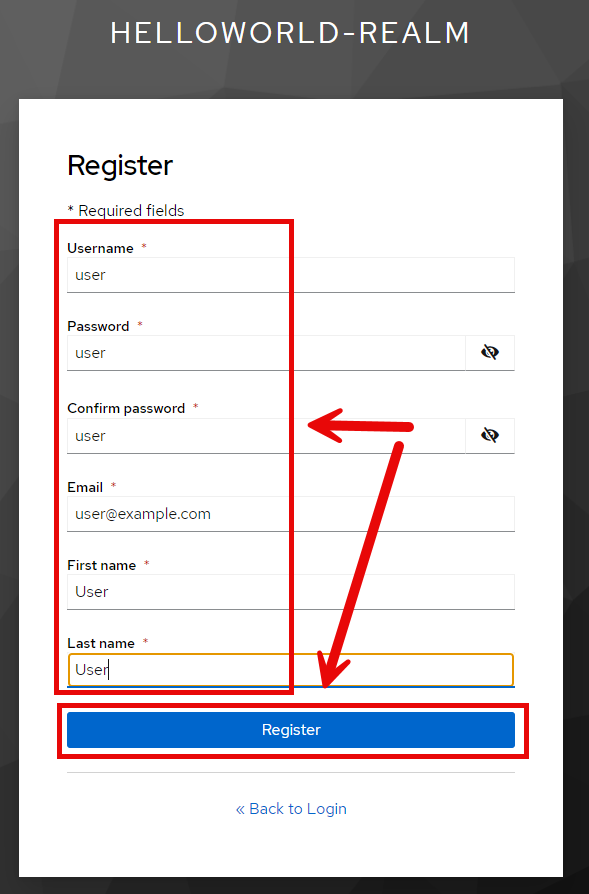 HELLOWORLD-REALM
Register
* Required fields
Username *
user
Password *
user
Confirm password *
user
Email *
user@example.com
First name *
User
Last name *
User
Register
« Back to Login